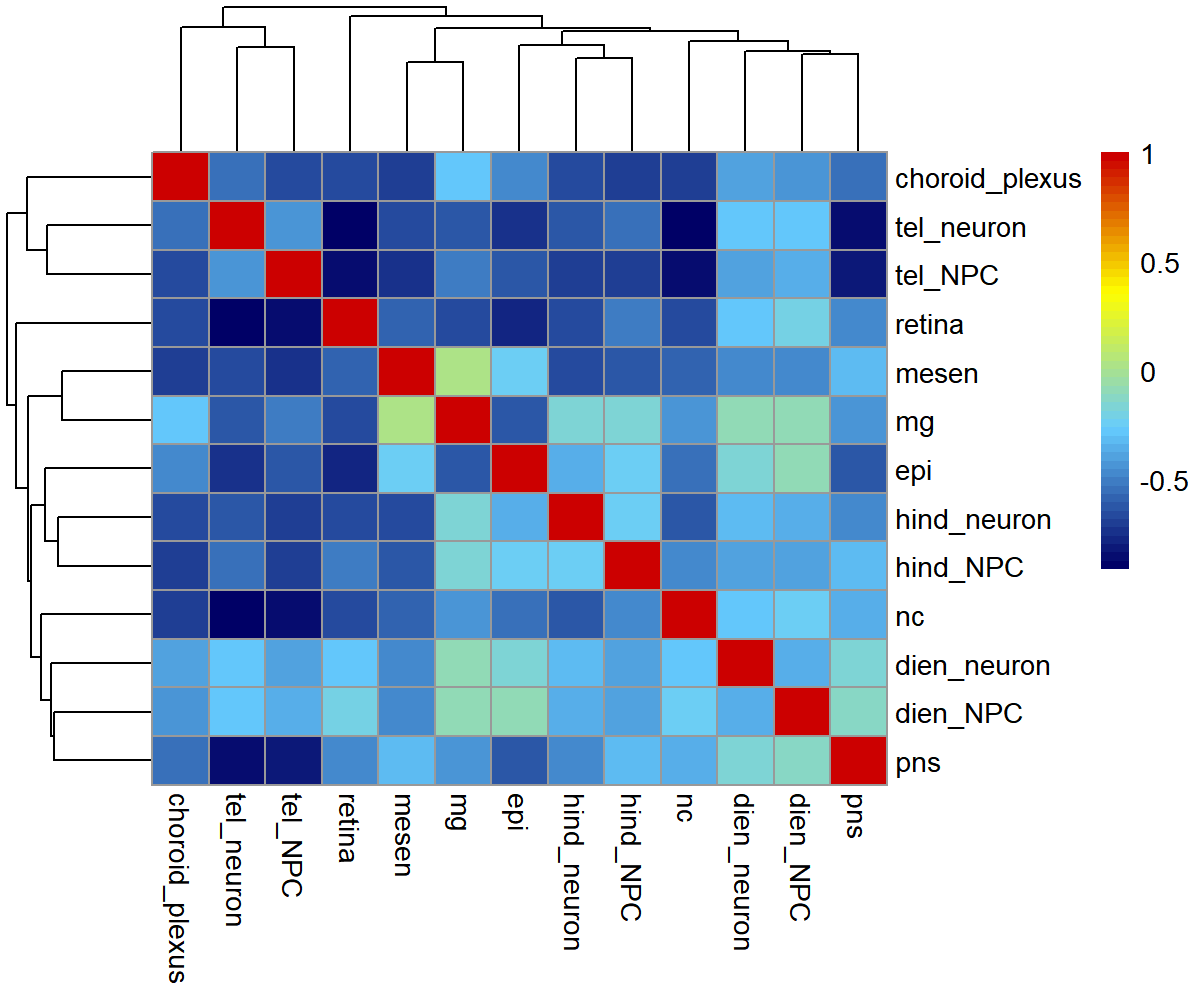 choroid_plexus
tel_neuron
tel_NPC
retina
mesen
mg
epi
hind_neuron
hind_NPC
nc
dien_neuron
dien_NPC
pns
1
0.5
0
-0.5
choroid_plexus
tel_neuron
tel_NPC
retina
mesen
mg
epi
hind_neuron
hind_NPC
nc
dien_neuron
dien_NPC
pns